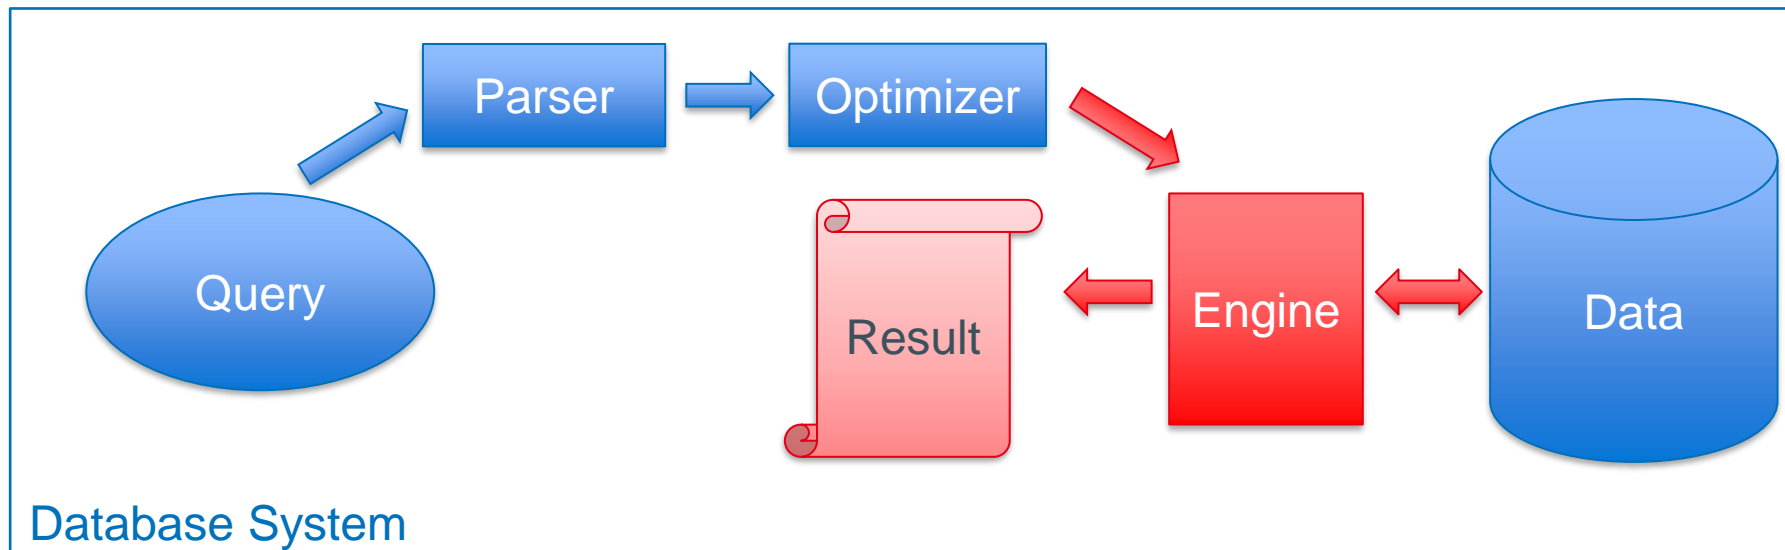 Parser
Optimizer
Query
Result
Engine
Data
Database System